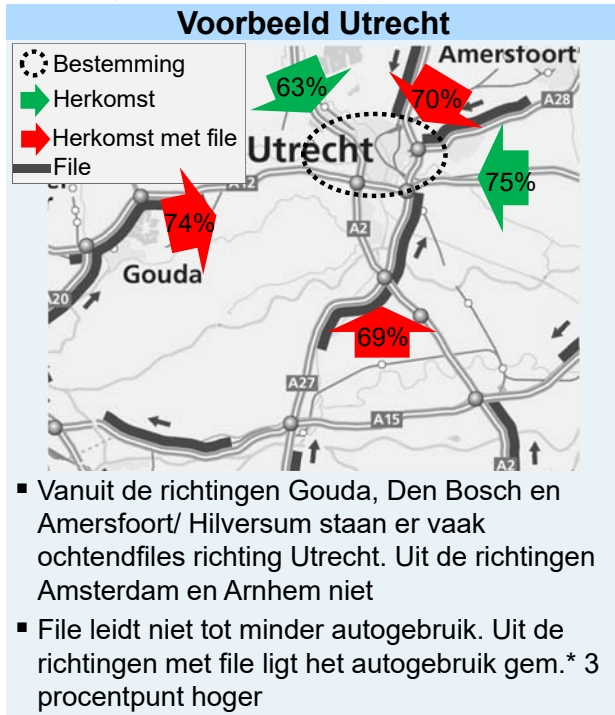 Voorbeeld Utrecht
Bestemming
Herkomst
Herkomst met file
File
63%
Amersfoort
70%
A28
Utrecht
75%
A12
74%
A2
Gouda
20
69%
A27
A15
A2
▪ Vanuit de richtingen Gouda, Den Bosch en
Amersfoort/ Hilversum staan er vaak
ochtendfiles richting Utrecht. Uit de richtingen
Amsterdam en Arnhem niet
▪ File leidt niet tot minder autogebruik. Uit de
richtingen met file ligt het autogebruik gem.* 3
procentpunt hoger